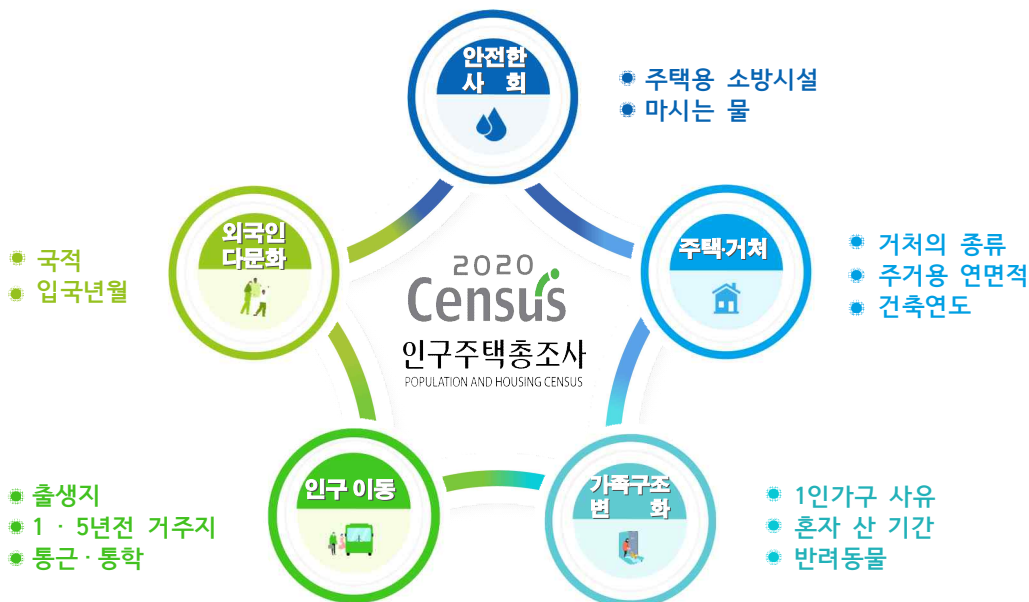 안전한
사 회
주택용 소방시설
마시는 물
외국인
다문화
국적
입국년월
주택·거처
거처의 종류
주거용 연면적
건축연도
2020
Census
인구주택총조사
POPULATION AND HOUSING CENSUS
인구 이동
출생지
1 · 5년전 거주지
통근 · 통학
가족구조
변 화
1인가구 사유
혼자 산 기간
반려동물